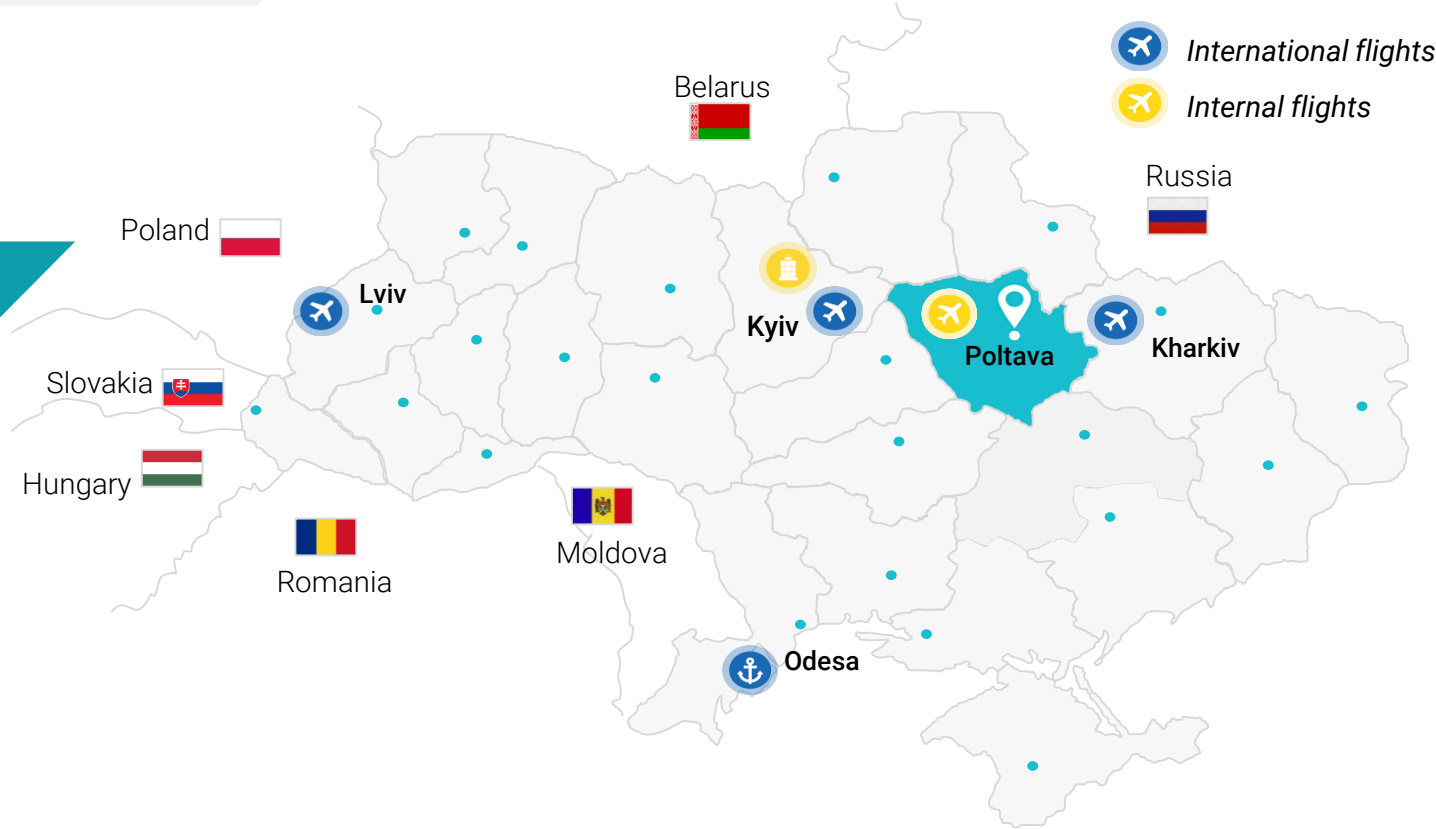 International flights
Internal flights
Belarus
Russia
Poland
Lviv
Kyiv
Poltava
Kharkiv
Slovakia
Hungary
Moldova
Romania
Odesa